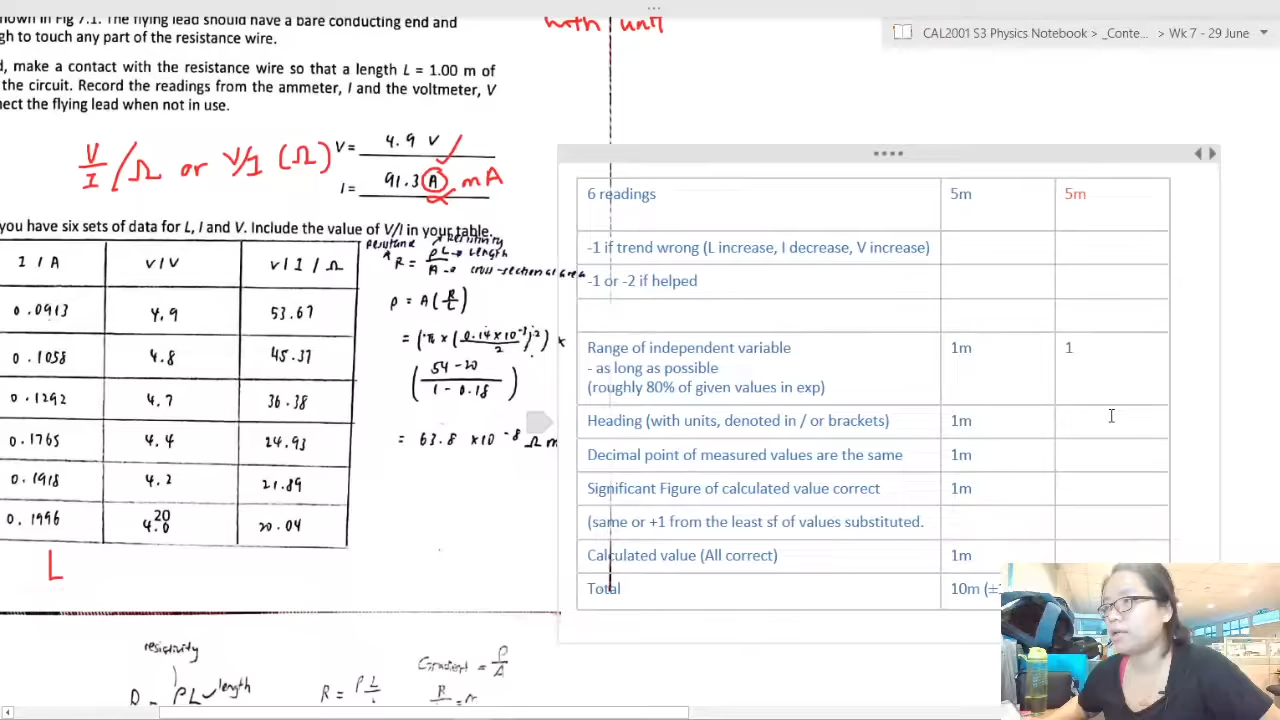 hown in Fig 7.1. The flying lead should have a bare conducting end and
gh to touch any part of the resistance wire.
d, make a contact with the resistance wire so that a length L = 1.00 m of
the circuit. Record the readings from the ammeter, I and the voltmeter, V
nect the flying lead when not in use.
with unit
CAL2001 S3 Physics Notebook > _Conte... > Wk 7 - 29 June
V/I /Ω or V/I (Ω)
V = 4.9 V
I = 91.3 A mA
you have six sets of data for L, I and V. Include the value of V/I in your table.
I / A V / V V / I / Ω
0.0913 4.9 53.67
0.1058 4.8 45.37
0.1292 4.7 36.38
0.1765 4.4 24.93
0.1918 4.2 21.89
0.1996 4.0 20 20.04
L
resistivity
R = ρL → length
A → cross-sectional area
ρ = A (R/L)
= (π × (0.14 × 10⁻³/2)²) ×
(54 - 20 / 1 - 0.18)
= 63.8 × 10⁻⁸ Ω m
6 readings 5m 5m
-1 if trend wrong (L increase, I decrease, V increase)
-1 or -2 if helped
Range of independent variable 1m 1
- as long as possible
(roughly 80% of given values in exp)
Heading (with units, denoted in / or brackets) 1m
Decimal point of measured values are the same 1m
Significant Figure of calculated value correct 1m
(same or +1 from the least sf of values substituted.
Calculated value (All correct) 1m
Total 10m (±
resistivity
ρL length
R = ρL
Gradient = ρ/A